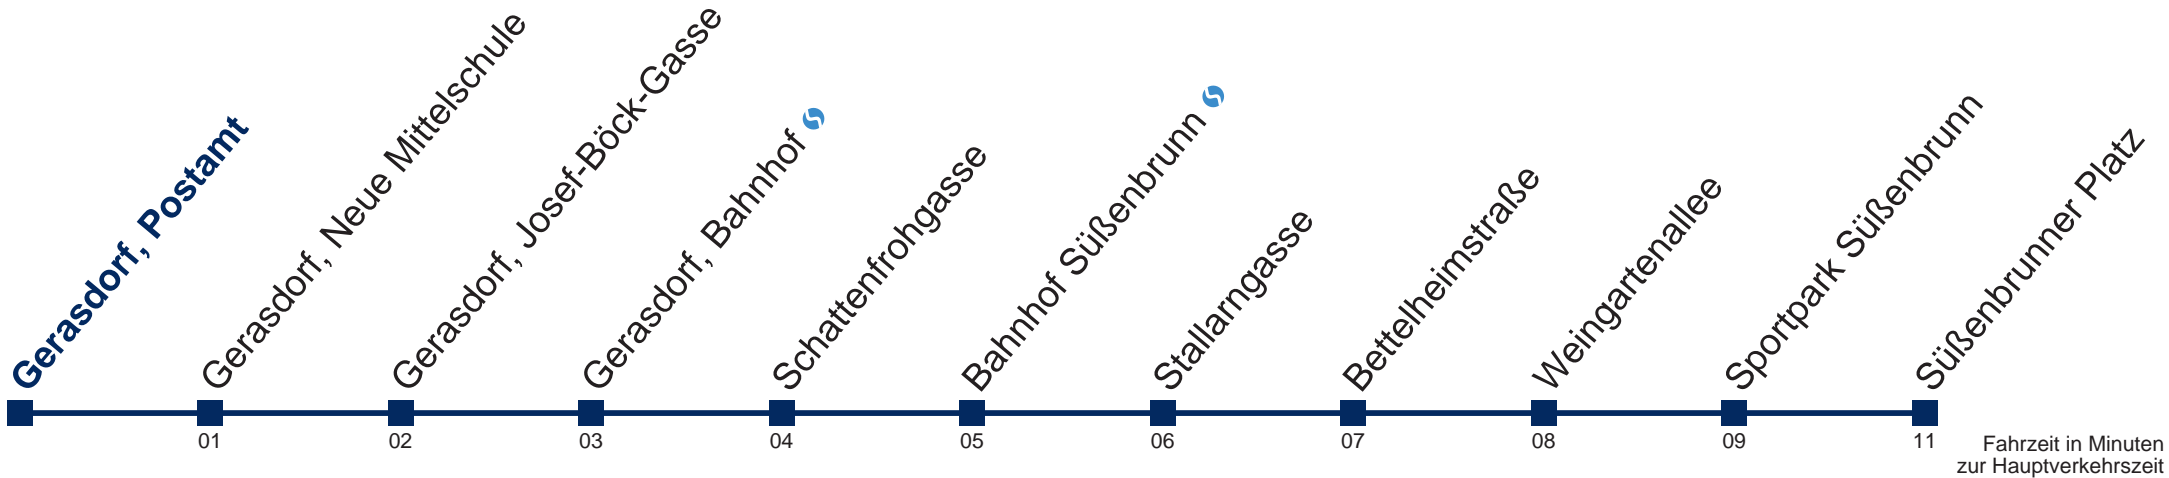 Gerasdorf, Postamt
Gerasdorf, Neue Mittelschule
Gerasdorf, Josef-Böck-Gasse
Gerasdorf, Bahnhof
Schattenfrohgasse
Bahnhof Süßenbrunn
Stallarngasse
Bettelheimstraße
Weingartenallee
Sportpark Süßenbrunn
Süßenbrunner Platz
01 02 03 04 05 06 07 08 09 11
Fahrzeit in Minuten
zur Hauptverkehrszeit